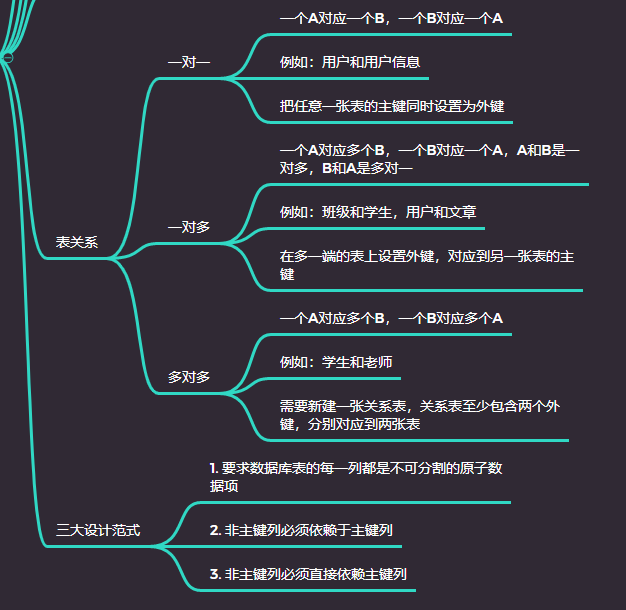 表关系
一对一
一个A对应一个B，一个B对应一个A
例如：用户和用户信息
把任意一张表的主键同时设置为外键
一对多
一个A对应多个B，一个B对应一个A，A和B是一
对多，B和A是多对一
例如：班级和学生，用户和文章
在多一端的表上设置外键，对应到另一张表的主
键
多对多
一个A对应多个B，一个B对应多个A
例如：学生和老师
需要新建一张关系表，关系表至少包含两个外
键，分别对应到两张表
三大设计范式
1. 要求数据库表的每一列都是不可分割的原子数
据项
2. 非主键列必须依赖于主键列
3. 非主键列必须直接依赖主键列